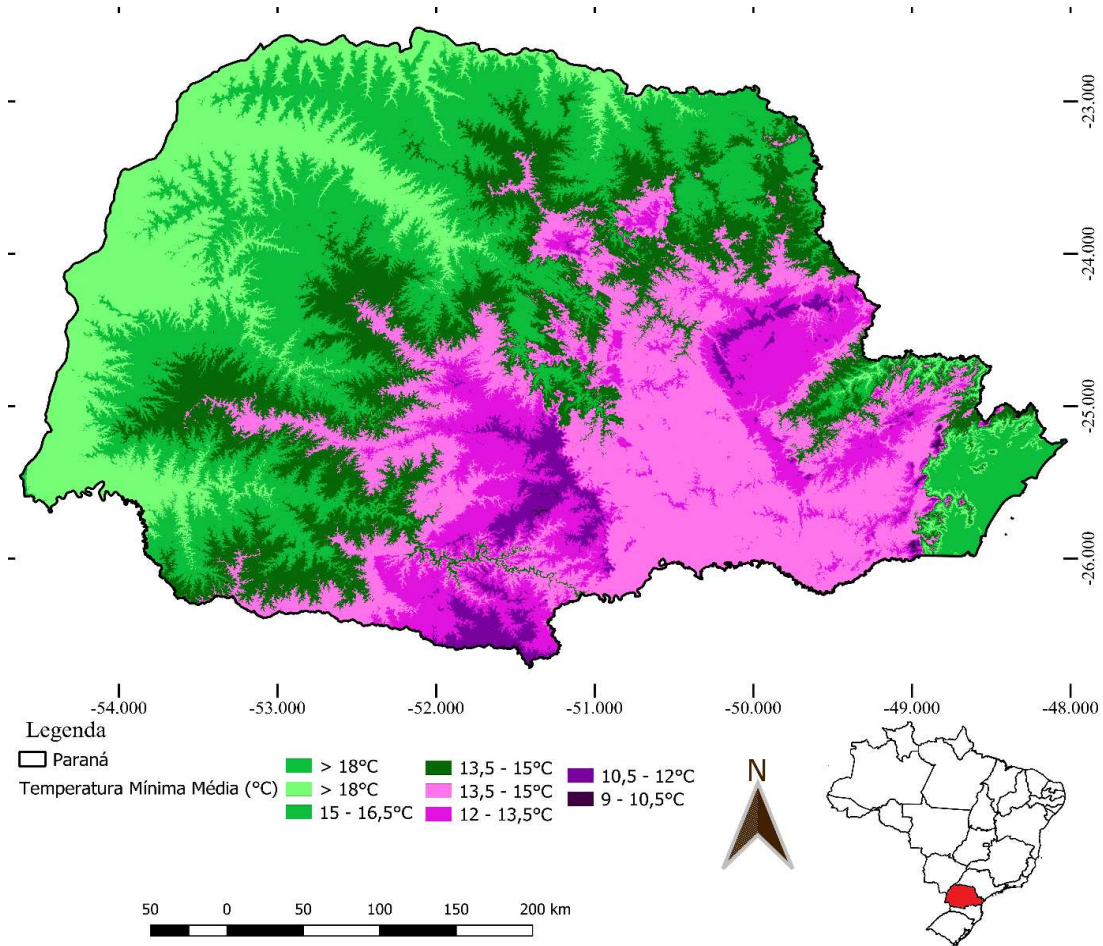 -23.000
-24.000
-25.000
-26.000
-54.000 -53.000 -52.000 -51.000 -50.000 -49.000 -48.000
Legenda
Paraná
Temperatura Mínima Média (°C)
> 18°C
> 18°C
15 - 16,5°C
13,5 - 15°C
13,5 - 15°C
12 - 13,5°C
10,5 - 12°C
9 - 10,5°C
N
50 0 50 100 150 200 km